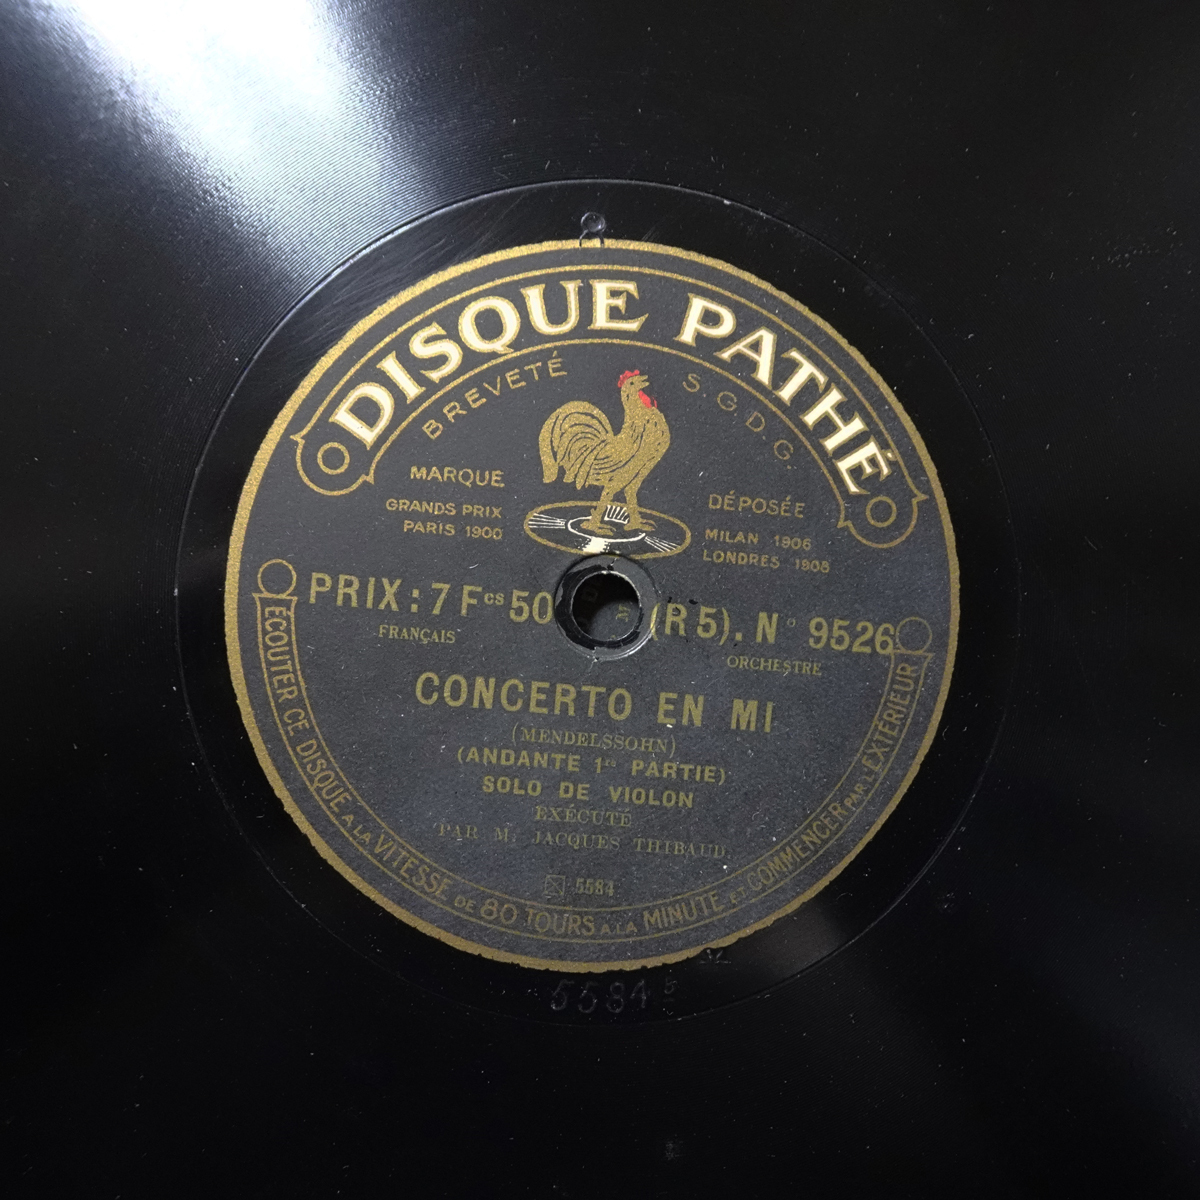 DISQUE PATHÉ
BREVETÉ S.G.D.G.
MARQUE DÉPOSÉE
GRANDS PRIX
PARIS 1900
MILAN 1906
LONDRES 1908
PRIX : 7 Fcs 50 (R 5). No 9526
FRANÇAIS ORCHESTRE
CONCERTO EN MI
(MENDELSSOHN)
(ANDANTE 1re PARTIE)
SOLO DE VIOLON
EXÉCUTÉ
PAR M. JACQUES THIBAUD
5584
ECOUTER CE DISQUE A LA VITESSE DE 80 TOURS A LA MINUTE ET COMMENCER PAR L'EXTÉRIEUR
5584